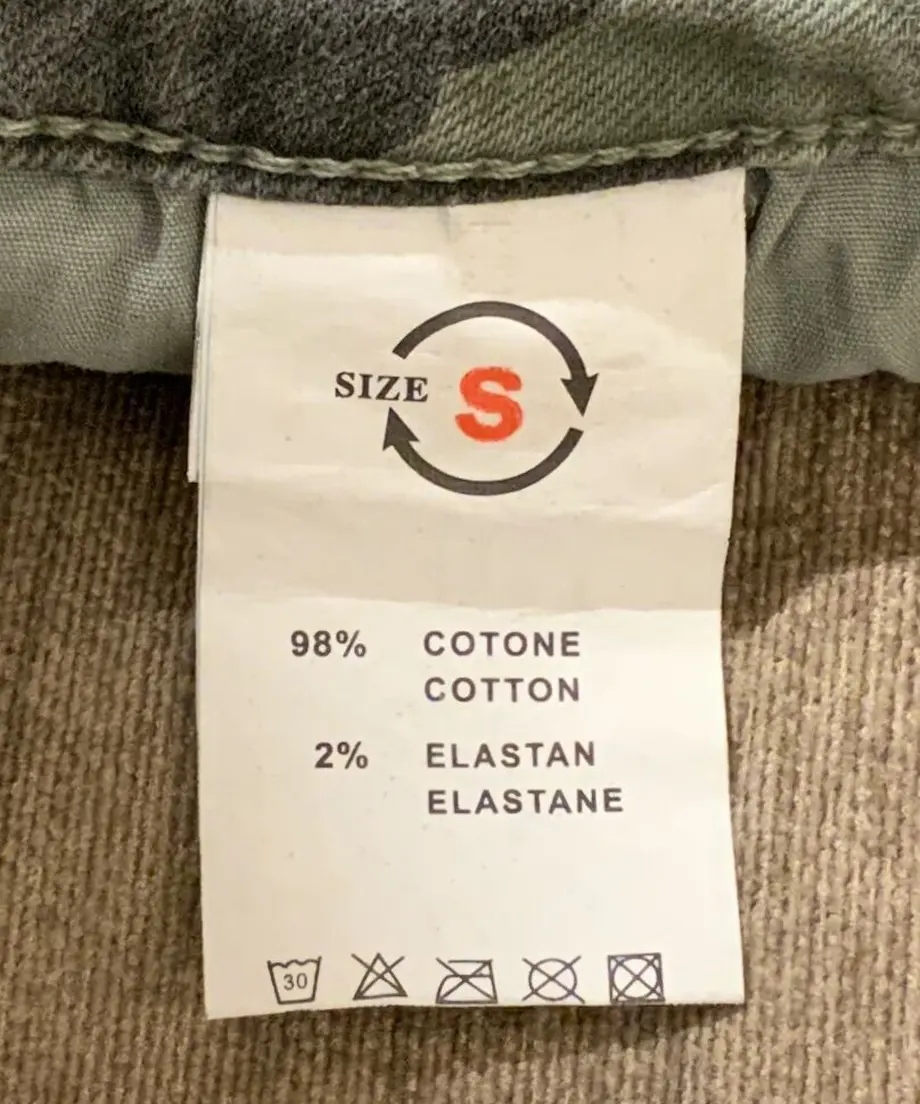 SIZE S
98% COTONE
COTTON
2% ELASTAN
ELASTANE
30